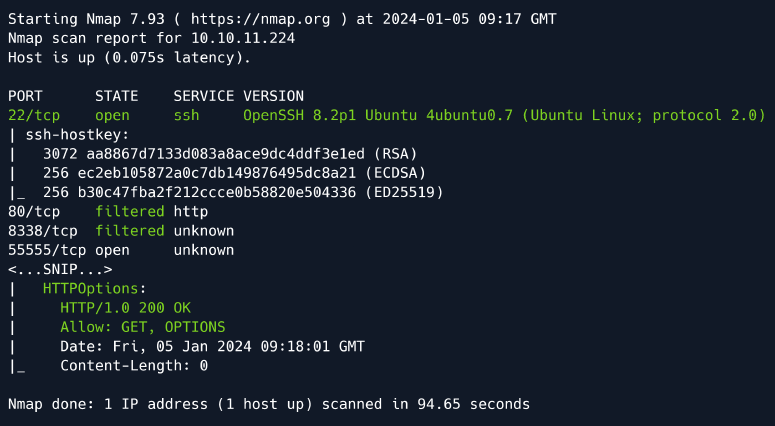 Starting Nmap 7.93 ( https://nmap.org ) at 2024-01-05 09:17 GMT
Nmap scan report for 10.10.11.224
Host is up (0.075s latency).
PORT      STATE    SERVICE VERSION
22/tcp    open     ssh     OpenSSH 8.2p1 Ubuntu 4ubuntu0.7 (Ubuntu Linux; protocol 2.0)
| ssh-hostkey:
|   3072 aa8867d7133d083a8ace9dc4ddf3e1ed (RSA)
|   256 ec2eb105872a0c7db149876495dc8a21 (ECDSA)
|_  256 b30c47fba2f212ccce0b58820e504336 (ED25519)
80/tcp    filtered http
8338/tcp  filtered unknown
55555/tcp open     unknown
<...SNIP...>
|   HTTPOptions:
|     HTTP/1.0 200 OK
|     Allow: GET, OPTIONS
|     Date: Fri, 05 Jan 2024 09:18:01 GMT
|_    Content-Length: 0
Nmap done: 1 IP address (1 host up) scanned in 94.65 seconds